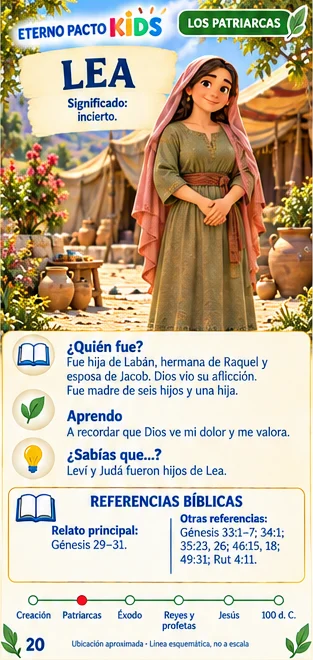 ETERNO PACTO KiDS
LOS PATRIARCAS
LEA
Significado:
incierto.
¿Quién fue?
Fue hija de Labán, hermana de Raquel y
esposa de Jacob. Dios vio su aflicción.
Fue madre de seis hijos y una hija.
Aprendo
A recordar que Dios ve mi dolor y me valora.
¿Sabías que...?
Leví y Judá fueron hijos de Lea.
REFERENCIAS BÍBLICAS
Relato principal:
Génesis 29–31.
Otras referencias:
Génesis 33:1–7; 34:1;
35:23, 26; 46:15, 18;
49:31; Rut 4:11.
Creación
Patriarcas
Éxodo
Reyes y
profetas
Jesús
100 d. C.
20
Ubicación aproximada • Línea esquemática, no a escala